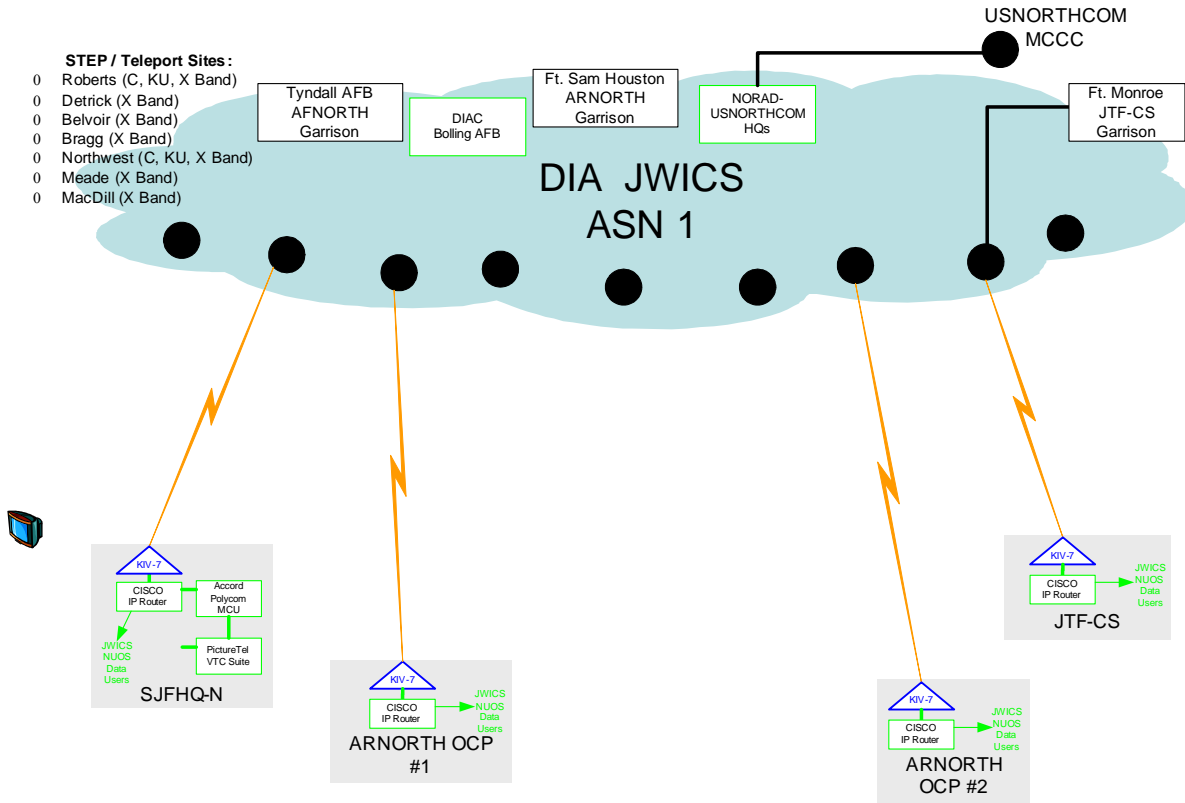 USNORTHCOM
MCCC
STEP / Teleport Sites:
0 Roberts (C, KU, X Band)
0 Detrick (X Band)
0 Belvoir (X Band)
0 Bragg (X Band)
0 Northwest (C, KU, X Band)
0 Meade (X Band)
0 MacDill (X Band)
Tyndall AFB
AFNORTH
Garrison
DIAC
Bolling AFB
Ft. Sam Houston
ARNORTH
Garrison
NORAD-
USNORTHCOM
HQs
Ft. Monroe
JTF-CS
Garrison
DIA JWICS
ASN 1
KIV-7
CISCO
IP Router
Accord
Polycom
MCU
PictureTel
VTC Suite
JWICS
NUOS
Data
Users
SJFHQ-N
KIV-7
CISCO
IP Router
JWICS
NUOS
Data
Users
ARNORTH OCP
#1
KIV-7
CISCO
IP Router
JWICS
NUOS
Data
Users
ARNORTH
OCP #2
KIV-7
CISCO
IP Router
JWICS
NUOS
Data
Users
JTF-CS